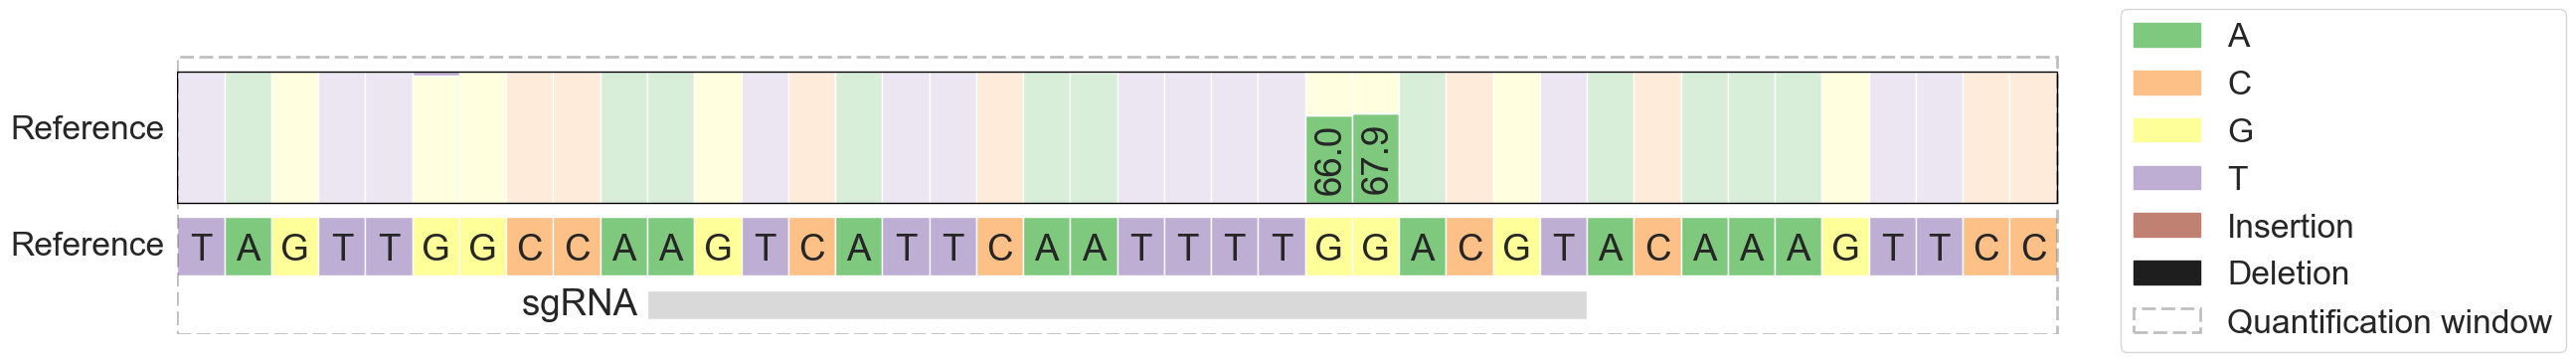 Reference
66.0
67.9
Reference T A G T T G G C C A A G T C A T T C A A T T T T G G A C G T A C A A A G T T C C
sgRNA
A
C
G
T
Insertion
Deletion
Quantification window